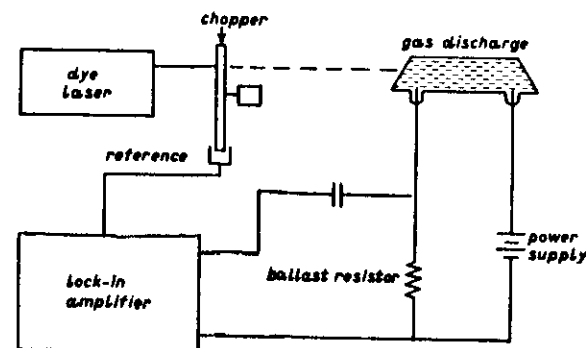 chopper
gas discharge
dye
laser
reference
power
supply
ballast resistor
lock-in
amplifier